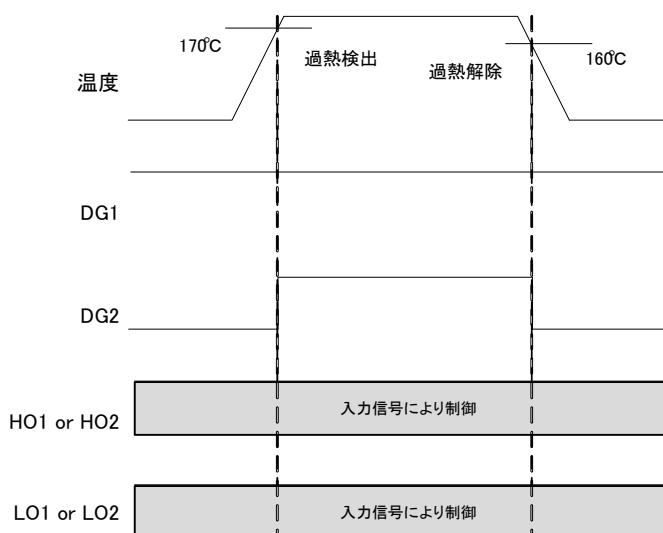 170℃
過熱検出
過熱解除
160℃
温度
DG1
DG2
HO1 or HO2
入力信号により制御
LO1 or LO2
入力信号により制御